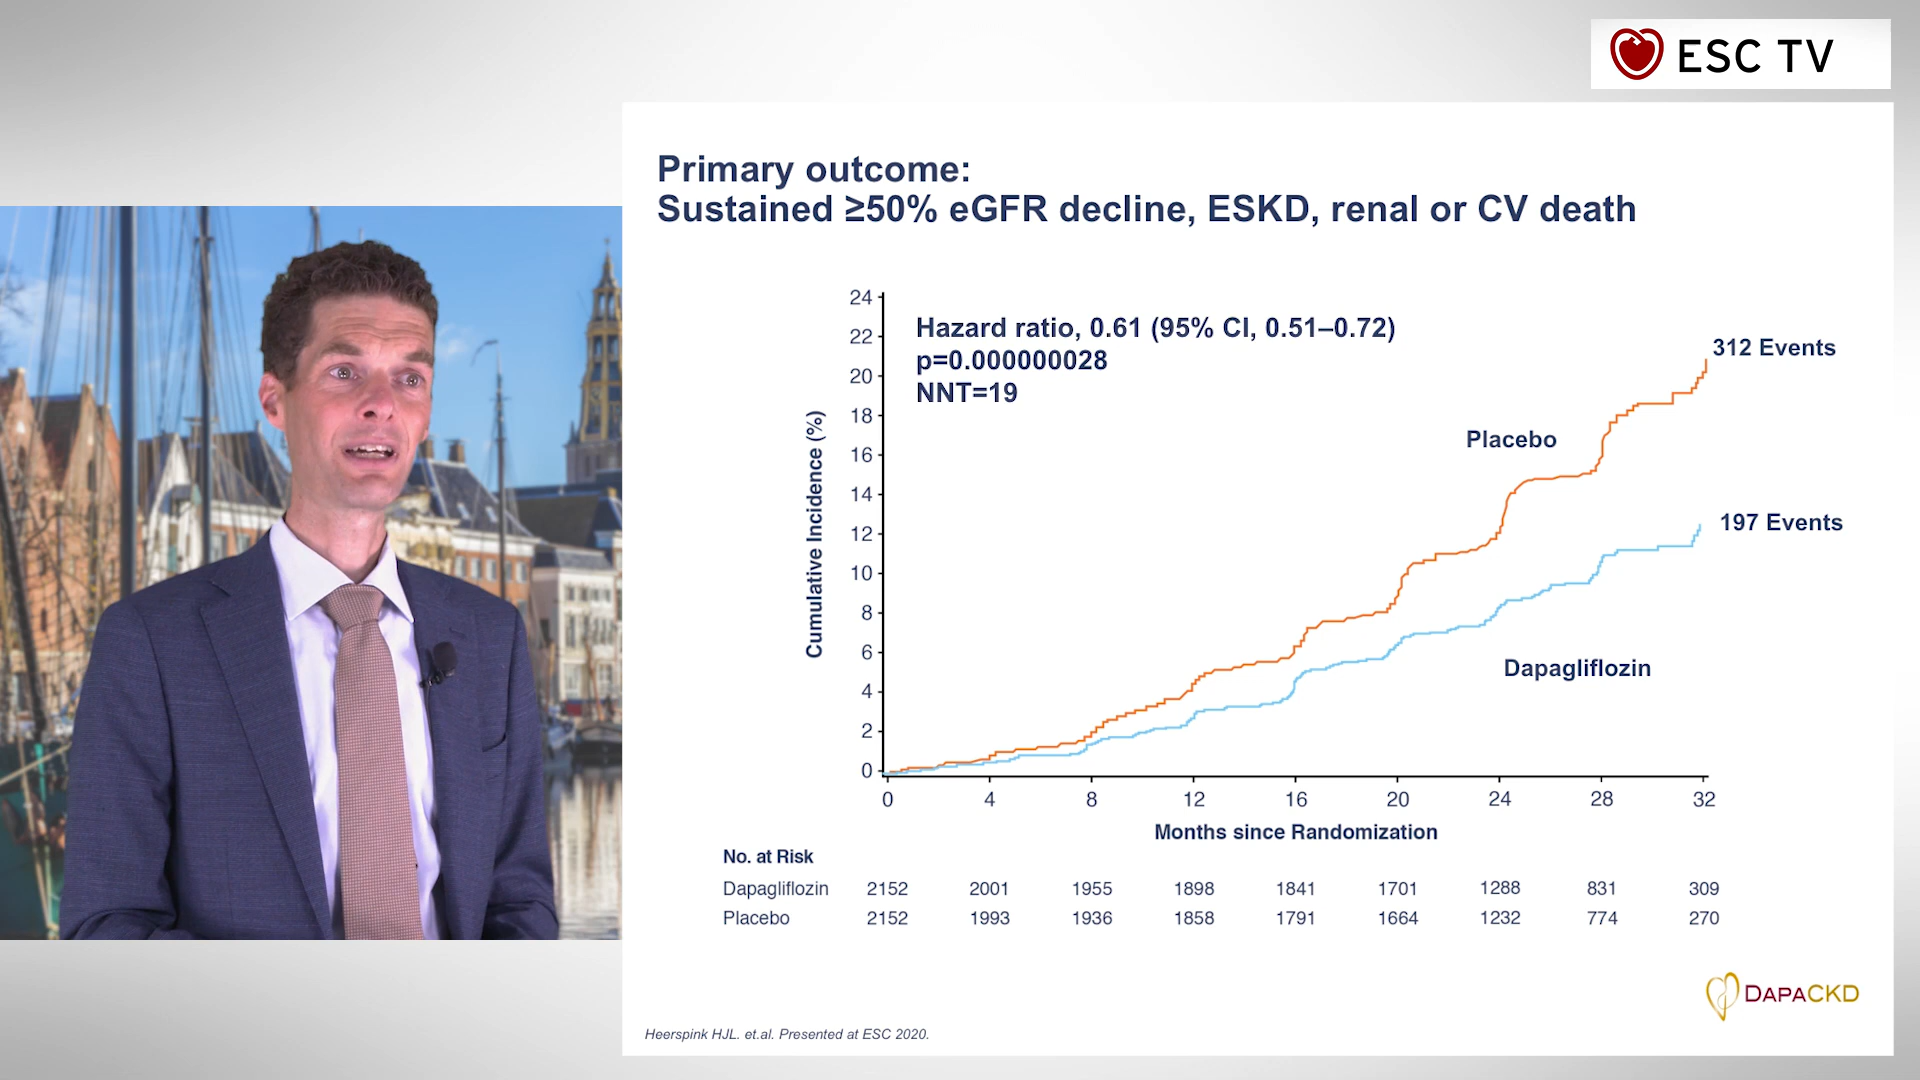 ESC TV
Primary outcome:
Sustained ≥50% eGFR decline, ESKD, renal or CV death
Hazard ratio, 0.61 (95% CI, 0.51–0.72)
p=0.000000028
NNT=19
312 Events
Placebo
197 Events
Dapagliflozin
Cumulative Incidence (%)
24
22
20
18
16
14
12
10
8
6
4
2
0
0 4 8 12 16 20 24 28 32
Months since Randomization
No. at Risk
Dapagliflozin 2152 2001 1955 1898 1841 1701 1288 831 309
Placebo 2152 1993 1936 1858 1791 1664 1232 774 270
DAPACKD
Heerspink HJL. et.al. Presented at ESC 2020.